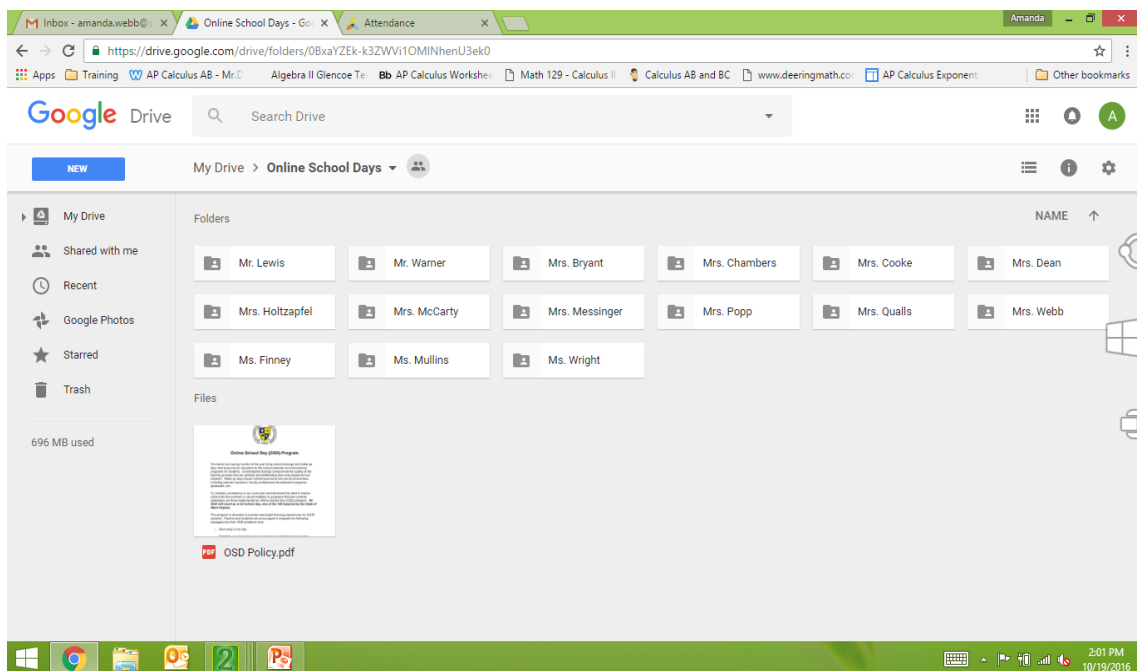 Inbox - amanda.webb@s
Online School Days - Go
Attendance
Amanda
https://drive.google.com/drive/folders/0BxaYZEk-k3ZWVi1OMlNhenU3ek0
Apps Training AP Calculus AB - Mr.D Algebra II Glencoe Te Bb AP Calculus Workshee Math 129 - Calculus II Calculus AB and BC www.deeringmath.co AP Calculus Exponent Other bookmarks
Google Drive Search Drive A
NEW My Drive > Online School Days
My Drive
Shared with me
Recent
Google Photos
Starred
Trash
696 MB used
Folders NAME
Mr. Lewis Mr. Warner Mrs. Bryant Mrs. Chambers Mrs. Cooke Mrs. Dean
Mrs. Holtzapfel Mrs. McCarty Mrs. Messinger Mrs. Popp Mrs. Qualls Mrs. Webb
Ms. Finney Ms. Mullins Ms. Wright
Files
Online School Day (OSD) Program
PDF OSD Policy.pdf
2:01 PM
10/19/2016